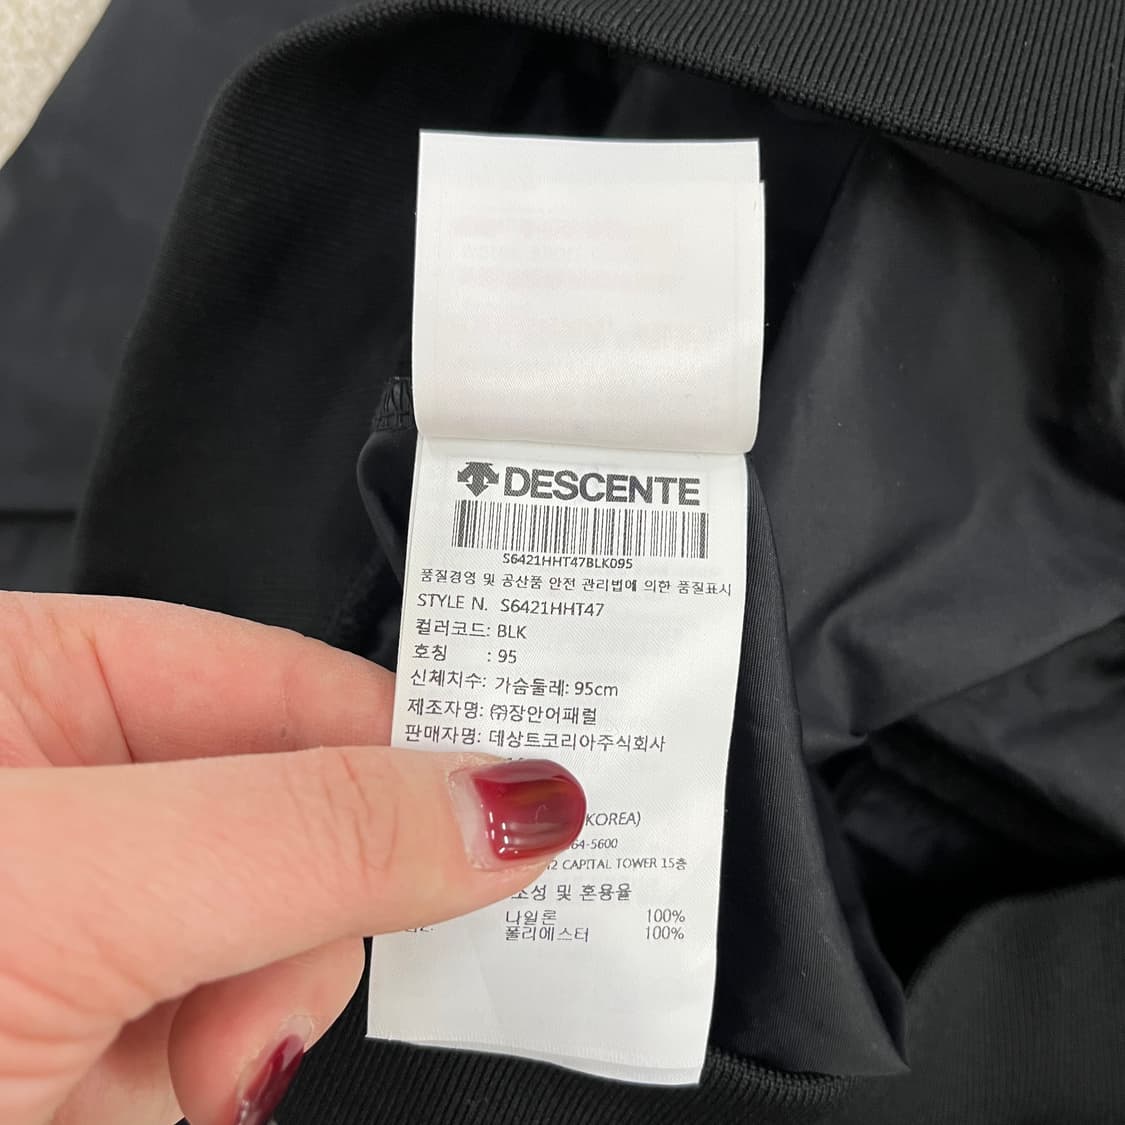 DESCENTE
S6421HHT47BLK095
품질경영 및 공산품 안전 관리법에 의한 품질표시
STYLE N. S6421HHT47
컬러코드: BLK
호칭 : 95
신체치수: 가슴둘레: 95cm
제조자명: ㈜장안어패럴
판매자명: 데상트코리아주식회사
KOREA)
64-5600
CAPITAL TOWER 15층
조성 및 혼용율
나일론 100%
폴리에스터 100%